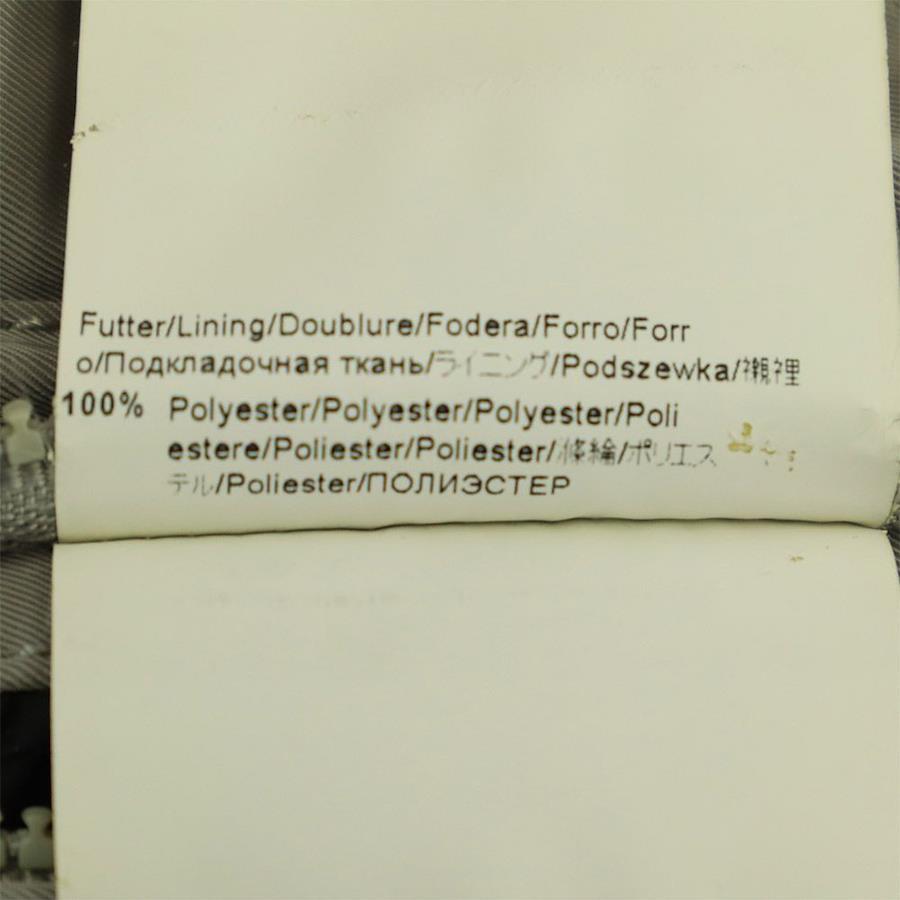 Futter/Lining/Doublure/Fodera/Forro/Forr
o/Подкладочная ткань/ライニング/Podszewka/襯裡
100% Polyester/Polyester/Polyester/Poli
estere/Poliester/Poliester/滌綸/ポリエス
テル/Poliester/ПОЛИЭСТЕР